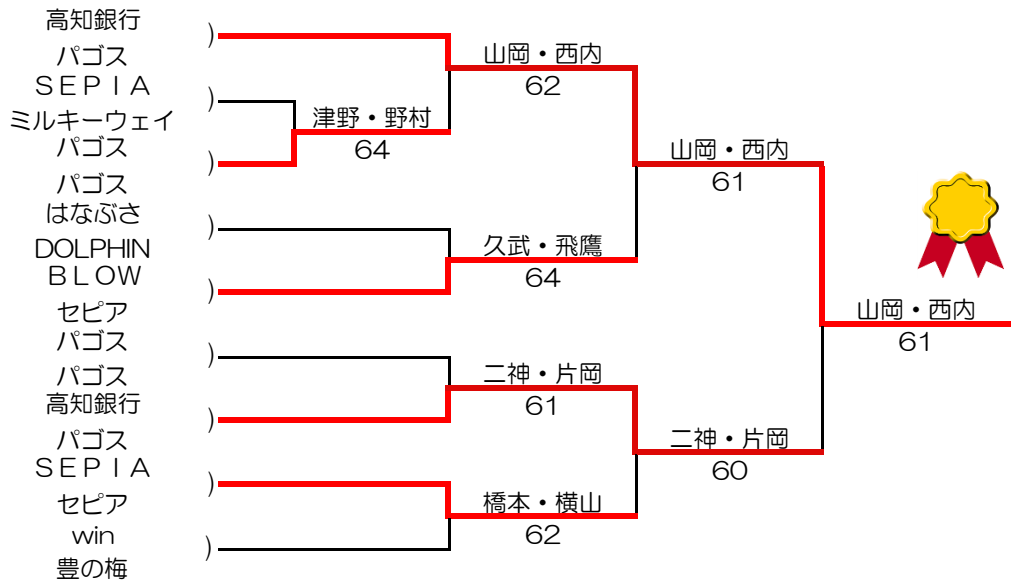 高知銀行
)
パゴス
ＳＥＰＩＡ
)
ミルキーウェイ
パゴス
)
パゴス
はなぶさ
)
DOLPHIN
ＢＬＯＷ
)
セピア
パゴス
)
パゴス
高知銀行
)
パゴス
ＳＥＰＩＡ
)
セピア
win
)
豊の梅
津野・野村
64
山岡・西内
62
久武・飛鷹
64
二神・片岡
61
橋本・横山
62
山岡・西内
61
二神・片岡
60
山岡・西内
61